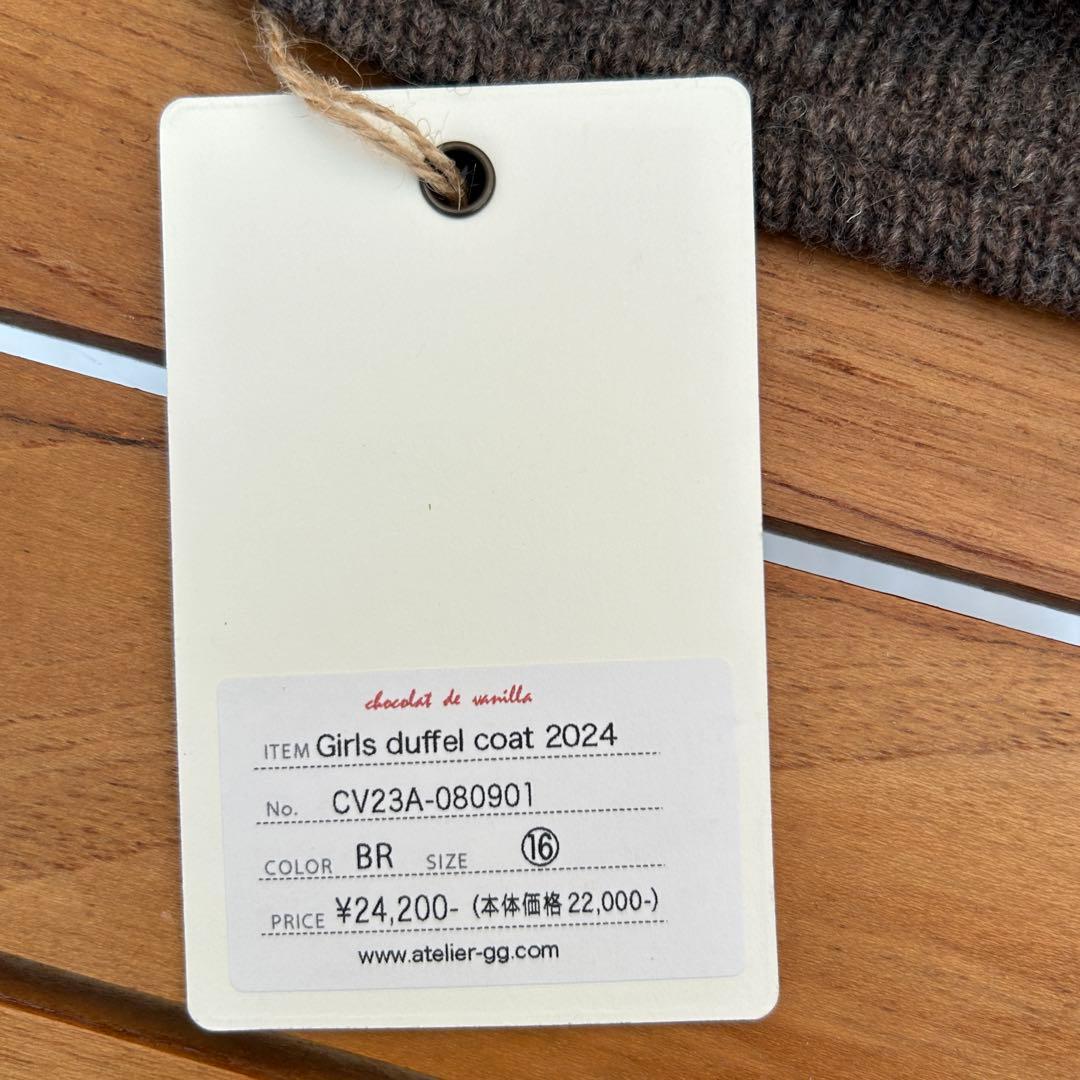 chocolat de vanilla
ITEM Girls duffel coat 2024
No. CV23A-080901
COLOR BR SIZE ⑯
PRICE ¥24,200- (本体価格 22,000-)
www.atelier-gg.com